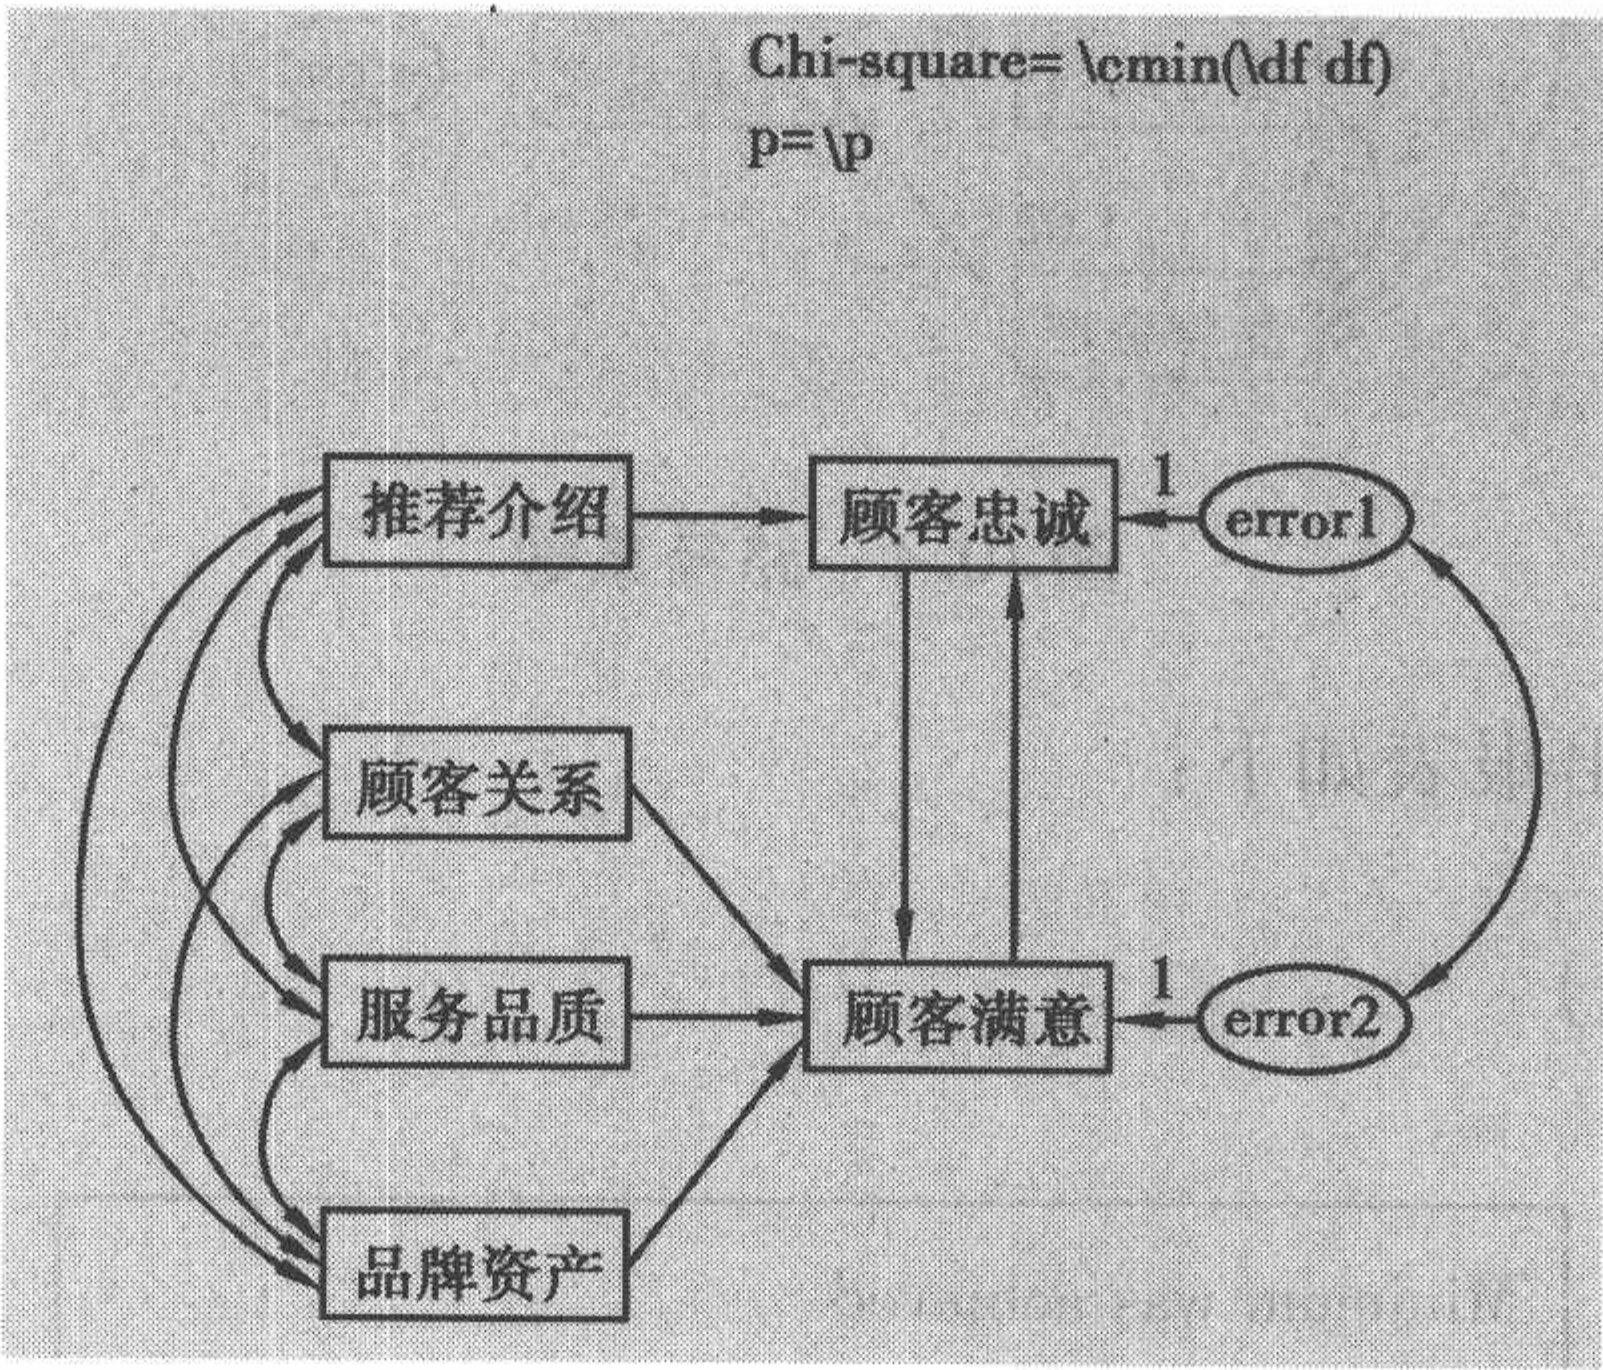 Chi-square= \cmin(\df df)
p=\p
推荐介绍
顾客忠诚
1
error1
顾客关系
服务品质
顾客满意
1
error2
品牌资产